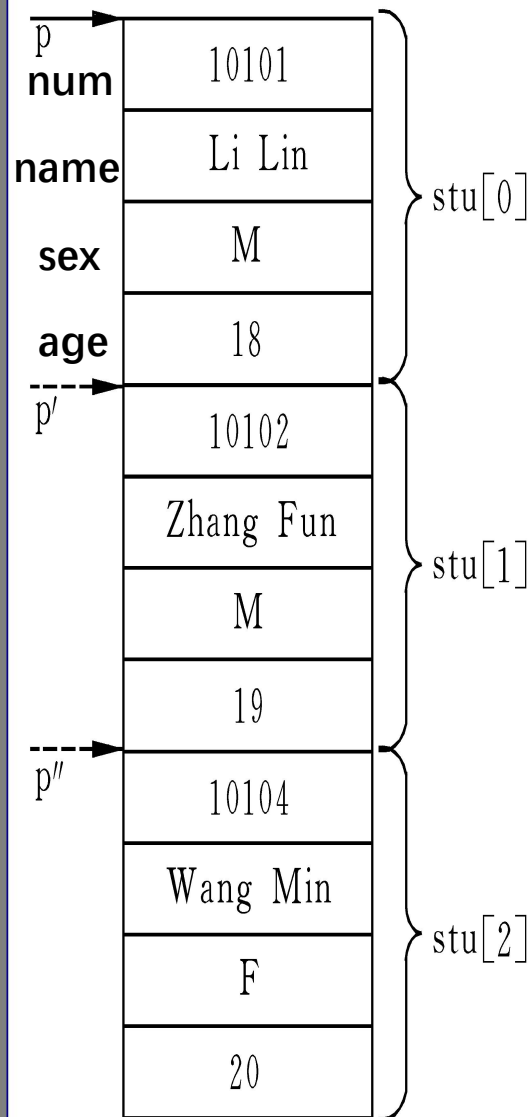 p
num 10101
name Li Lin stu[0]
sex M
age 18
p′
10102
Zhang Fun
stu[1]
M
19
p″
10104
Wang Min
stu[2]
F
20